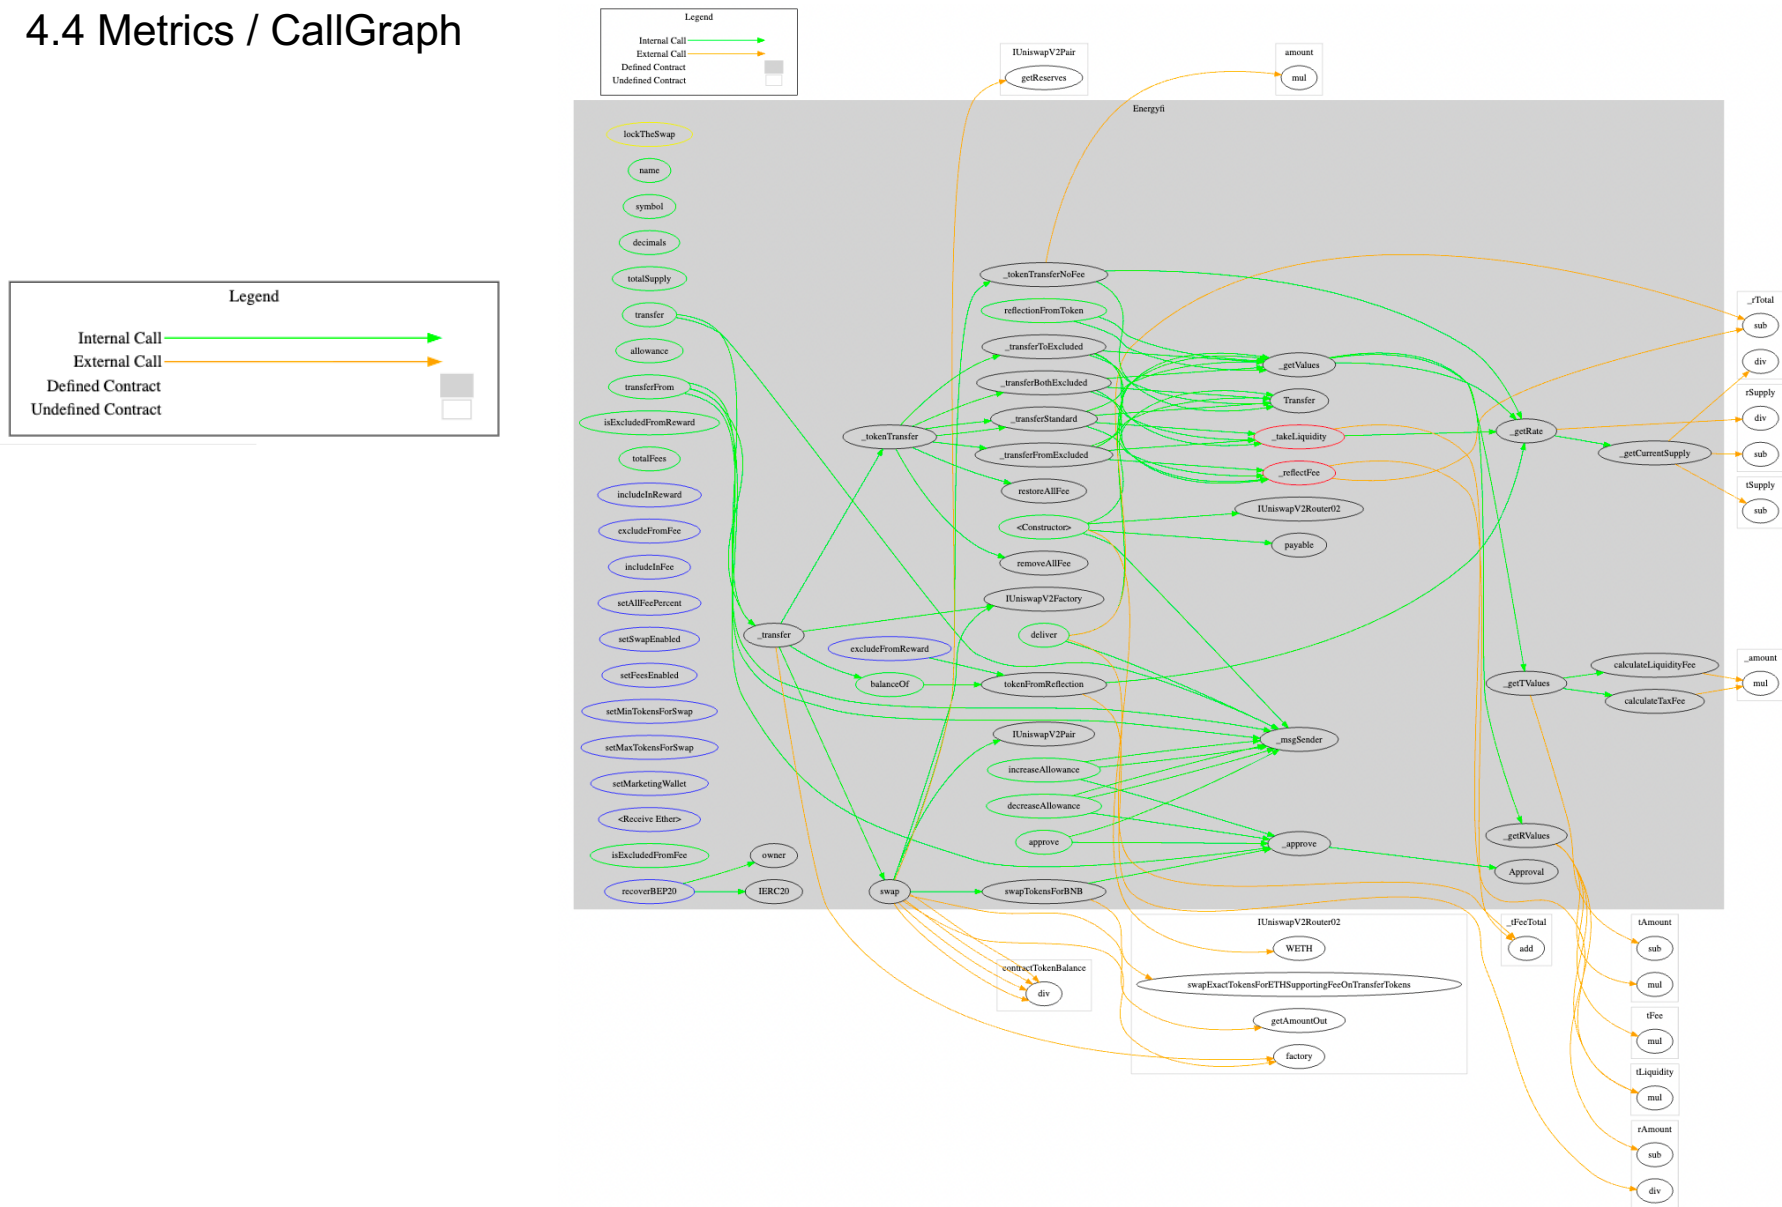 4.4 Metrics / CallGraph
Legend
Internal Call
External Call
Defined Contract
Undefined Contract
Legend
Internal Call
External Call
Defined Contract
Undefined Contract
IUniswapV2Pair
getReserves
amount
mul
Energyfi
lockTheSwap
name
symbol
decimals
totalSupply
transfer
allowance
transferFrom
isExcludedFromReward
totalFees
includeInReward
excludeFromFee
includeInFee
setAllFeePercent
setSwapEnabled
setFeesEnabled
setMinTokensForSwap
setMaxTokensForSwap
setMarketingWallet
<Receive Ether>
isExcludedFromFee
recoverBEP20
owner
IERC20
_transfer
_tokenTransfer
excludeFromReward
balanceOf
swap
_tokenTransferNoFee
reflectionFromToken
_transferToExcluded
_transferBothExcluded
_transferStandard
_transferFromExcluded
restoreAllFee
<Constructor>
removeAllFee
IUniswapV2Factory
deliver
tokenFromReflection
IUniswapV2Pair
increaseAllowance
decreaseAllowance
approve
swapTokensForBNB
_getValues
Transfer
_takeLiquidity
_reflectFee
IUniswapV2Router02
payable
_msgSender
_approve
_getRate
_getCurrentSupply
_getTValues
calculateLiquidityFee
calculateTaxFee
_getRValues
Approval
_rTotal
sub
div
rSupply
div
sub
tSupply
sub
_amount
mul
contractTokenBalance
div
IUniswapV2Router02
WETH
swapExactTokensForETHSupportingFeeOnTransferTokens
getAmountOut
factory
_tFeeTotal
add
tAmount
sub
mul
tFee
mul
tLiquidity
mul
rAmount
sub
div